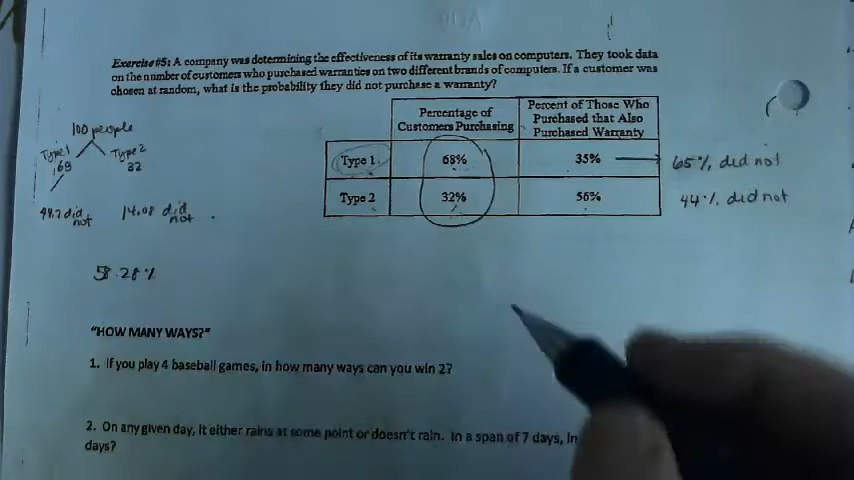 Exercise #5: A company was determining the effectiveness of its warranty sales on computers. They took data
on the number of customers who purchased warranties on two different brands of computers. If a customer was
chosen at random, what is the probability they did not purchase a warranty?
Percentage of
Customers Purchasing
Percent of Those Who
Purchased that Also
Purchased Warranty
Type 1
68%
35%
65% did not
Type 2
32%
56%
44% did not
100 people
Type 1
Type 2
32
did
not
14.08 did
not
58.28%
"HOW MANY WAYS?"
1. If you play 4 baseball games, in how many ways can you win 2?
2. On any given day, it either rains at some point or doesn't rain. In a span of 7 days, in
days?